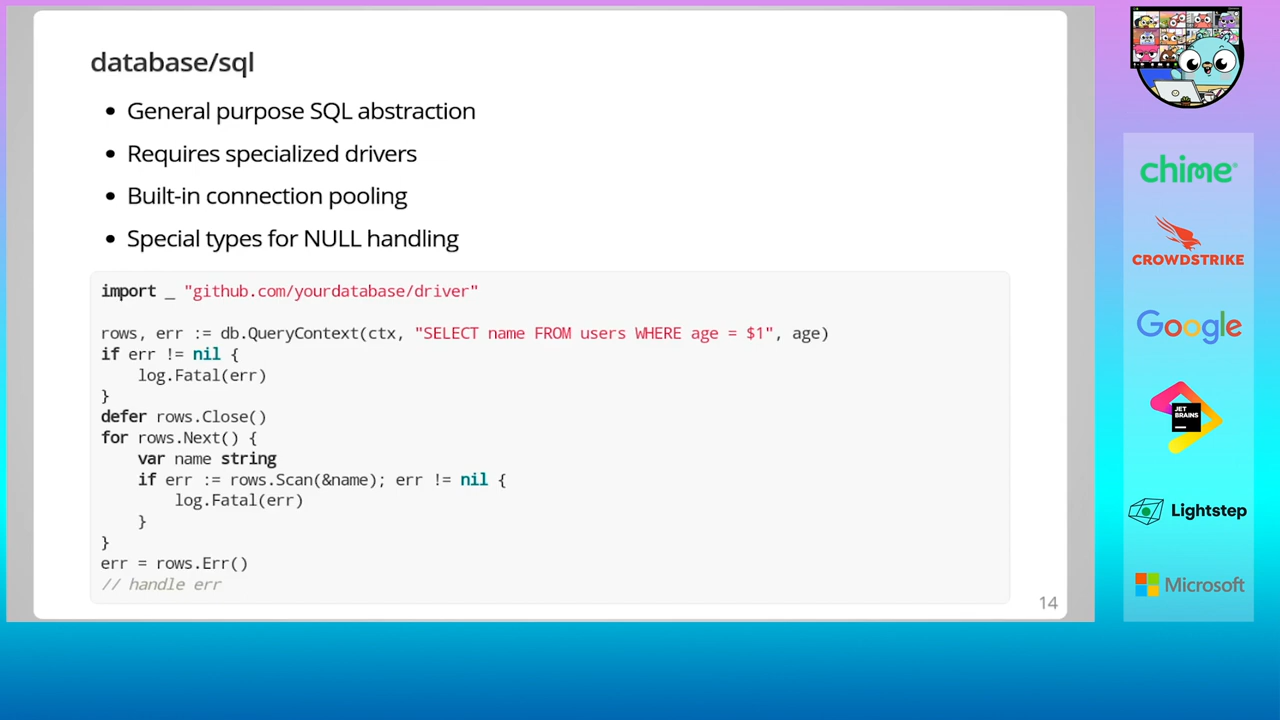 database/sql
• General purpose SQL abstraction
• Requires specialized drivers
• Built-in connection pooling
• Special types for NULL handling
import _ "github.com/yourdatabase/driver"
rows, err := db.QueryContext(ctx, "SELECT name FROM users WHERE age = $1", age)
if err != nil {
    log.Fatal(err)
}
defer rows.Close()
for rows.Next() {
    var name string
    if err := rows.Scan(&name); err != nil {
        log.Fatal(err)
    }
}
err = rows.Err()
// handle err
14
chime®
CROWDSTRIKE
Google
JET
BRAINS
Lightstep
Microsoft